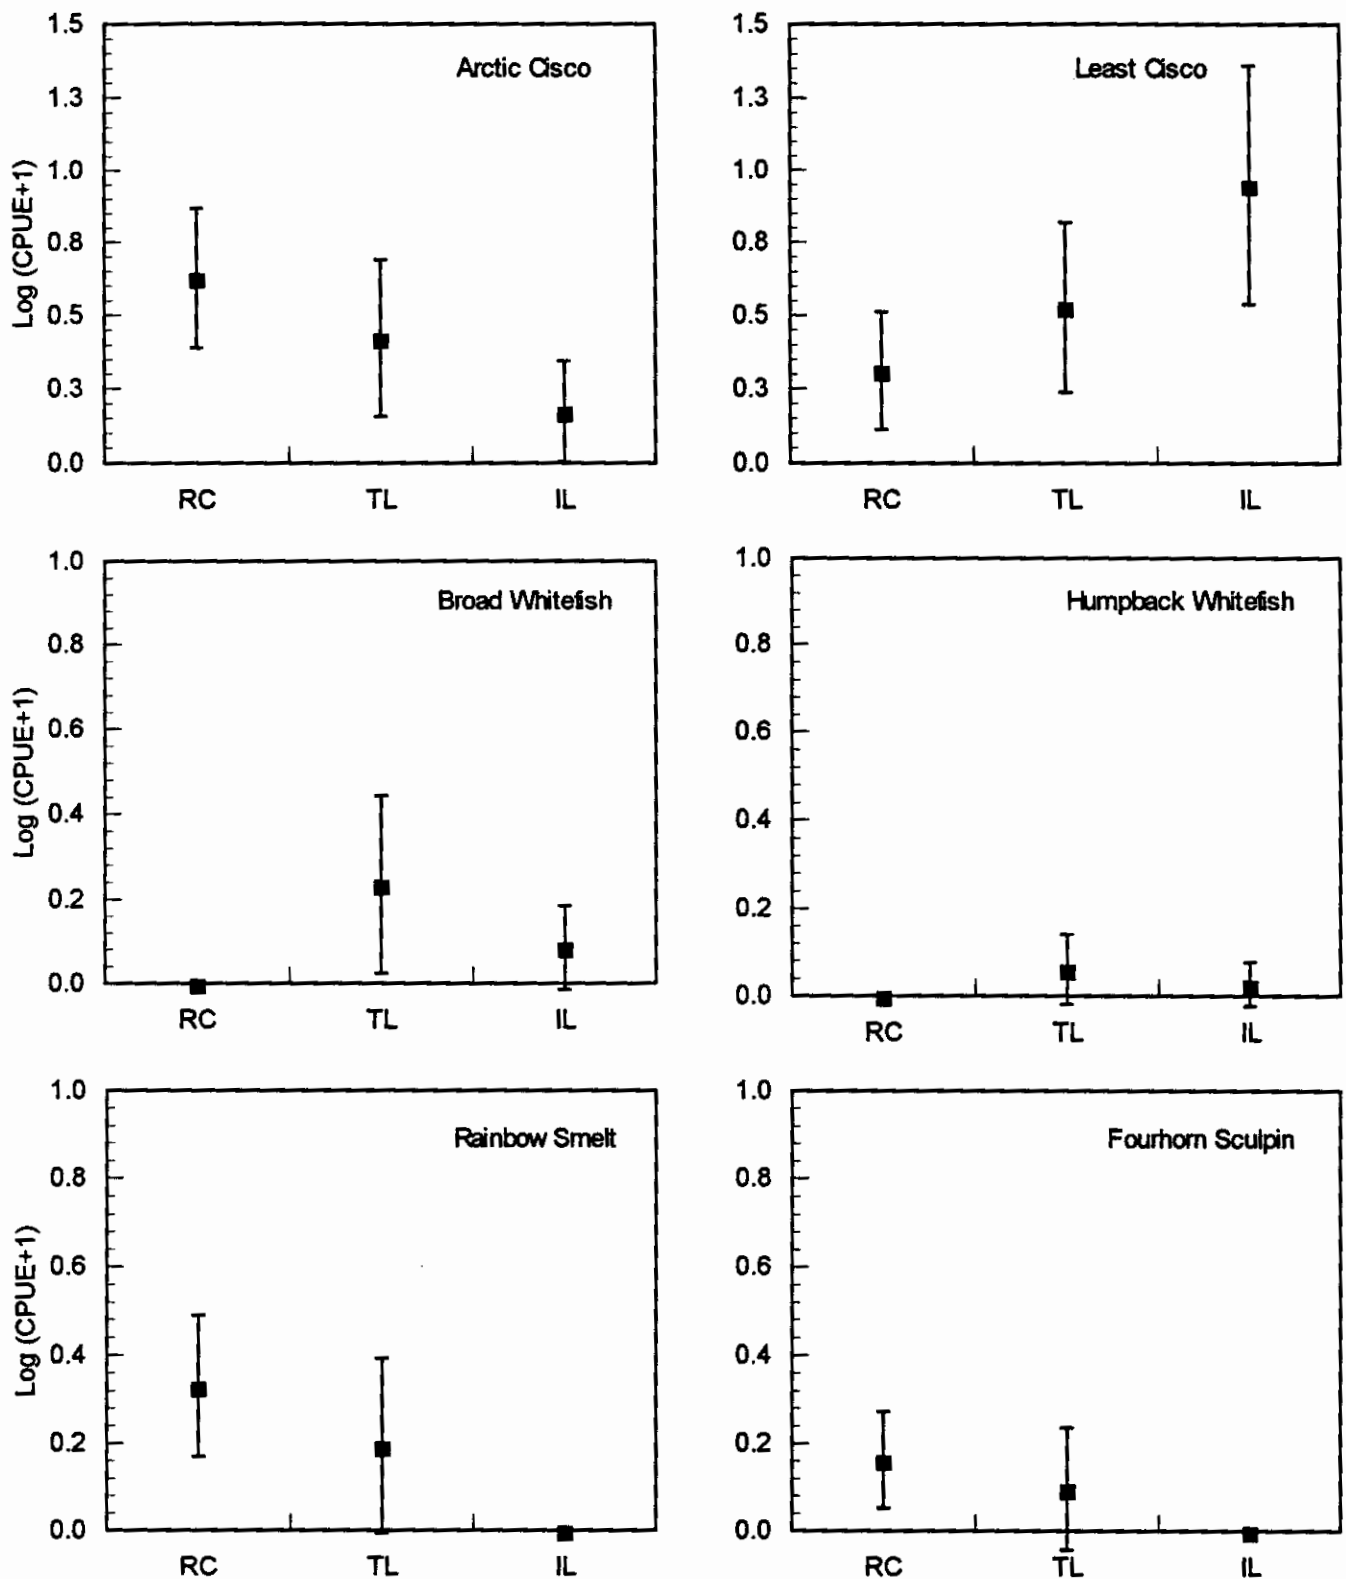 1.5
Arctic Cisco
1.3
1.0
0.8
0.5
0.3
0.0
Log (CPUE+1)
RC TL IL
1.5
Least Cisco
1.3
1.0
0.8
0.5
0.3
0.0
RC TL IL
1.0
Broad Whitefish
0.8
0.6
0.4
0.2
0.0
Log (CPUE+1)
RC TL IL
1.0
Humpback Whitefish
0.8
0.6
0.4
0.2
0.0
RC TL IL
1.0
Rainbow Smelt
0.8
0.6
0.4
0.2
0.0
Log (CPUE+1)
RC TL IL
1.0
Fourhorn Sculpin
0.8
0.6
0.4
0.2
0.0
RC TL IL